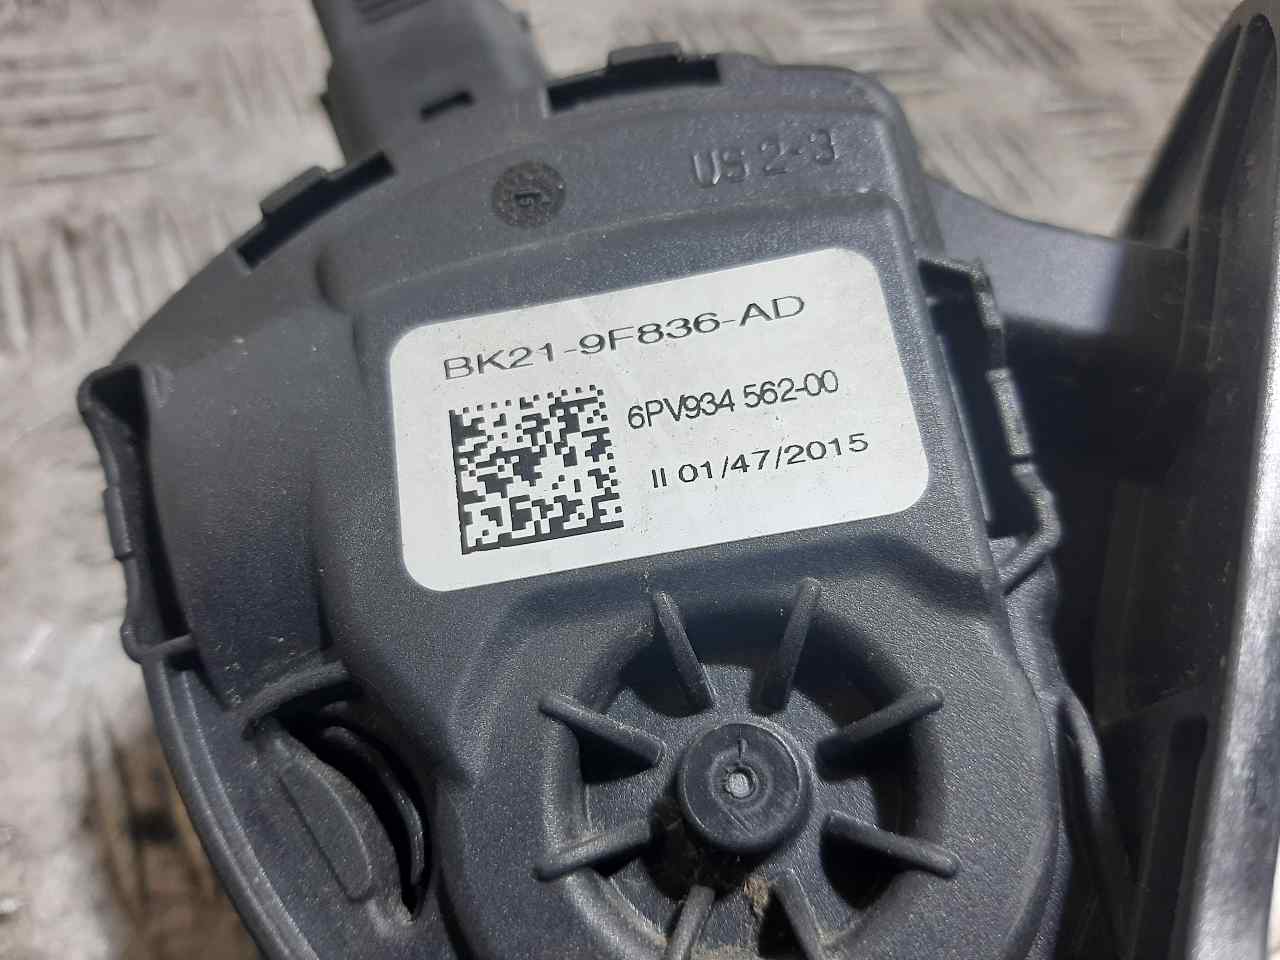 US 2-3
BK21-9F836-AD
6PV934 562-00
II 01/47/2015